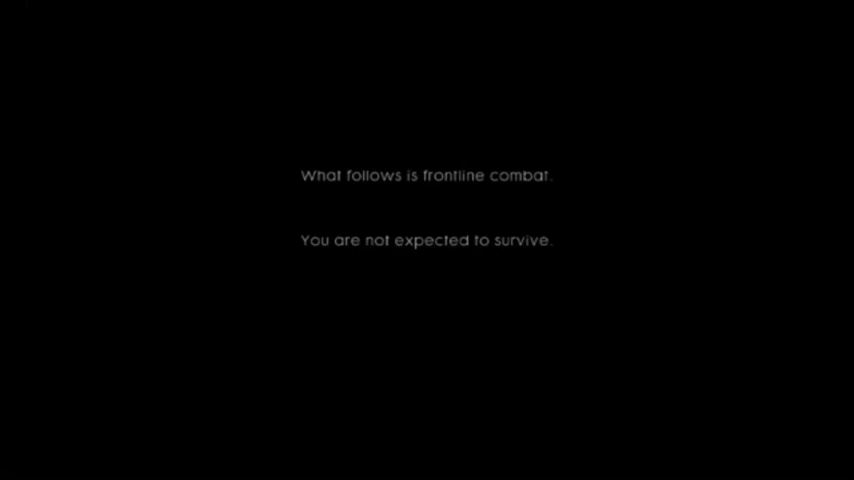 What follows is frontline combat.
You are not expected to survive.